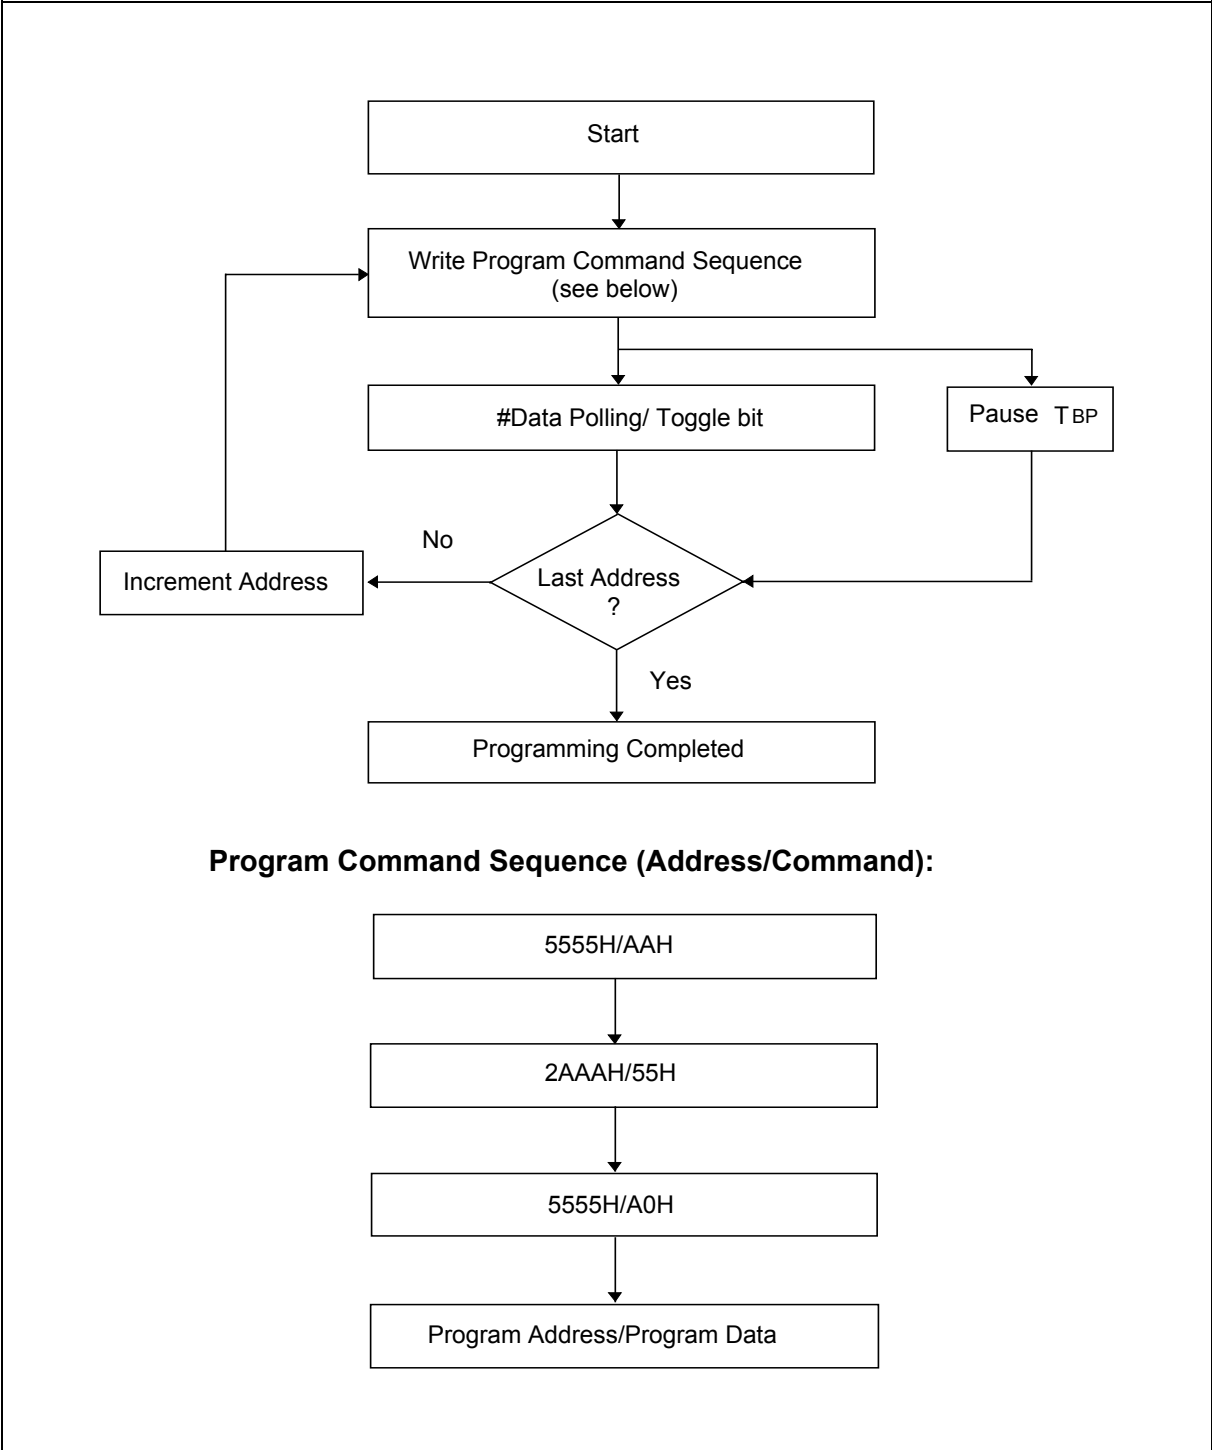 Start
Write Program Command Sequence
(see below)
#Data Polling/ Toggle bit
Pause TBP
No
Increment Address
Last Address
?
Yes
Programming Completed
Program Command Sequence (Address/Command):
5555H/AAH
2AAAH/55H
5555H/A0H
Program Address/Program Data